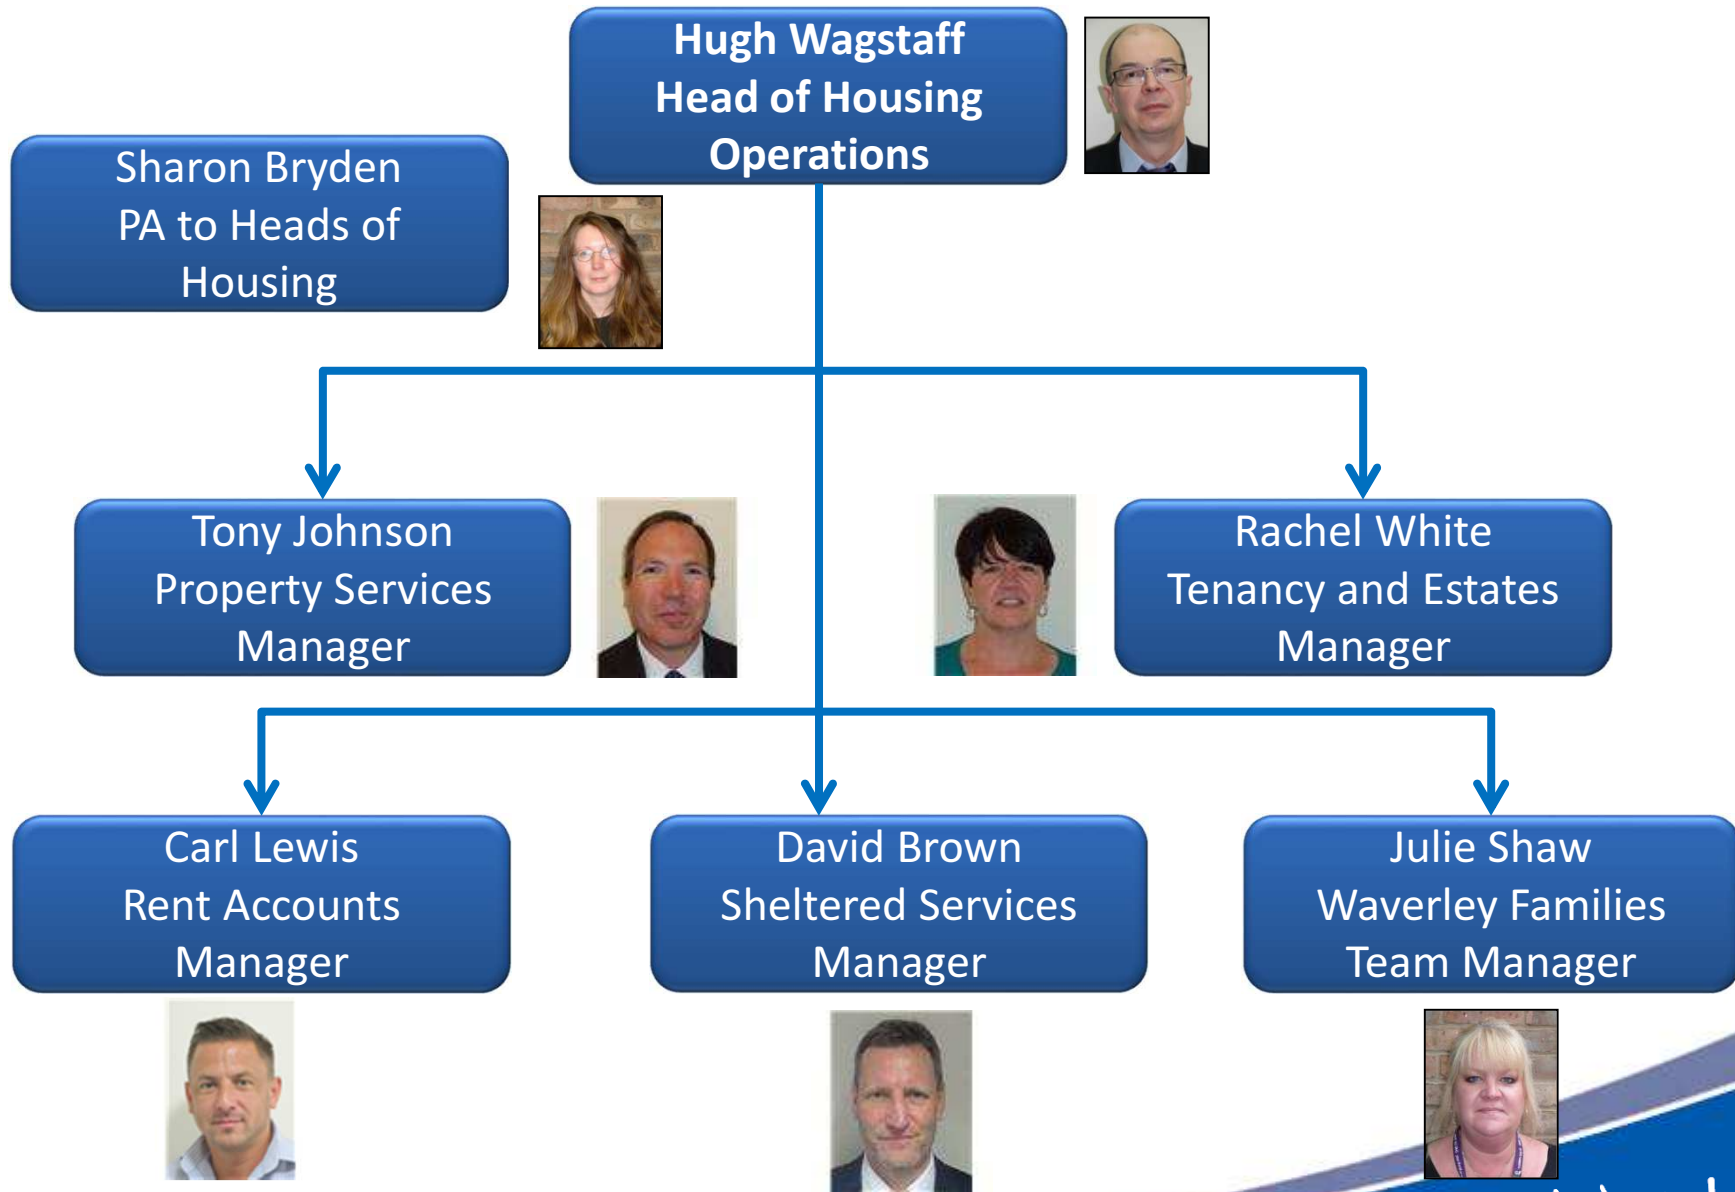 Hugh Wagstaff
Head of Housing
Operations
Sharon Bryden
PA to Heads of
Housing
Tony Johnson
Property Services
Manager
Rachel White
Tenancy and Estates
Manager
Carl Lewis
Rent Accounts
Manager
David Brown
Sheltered Services
Manager
Julie Shaw
Waverley Families
Team Manager